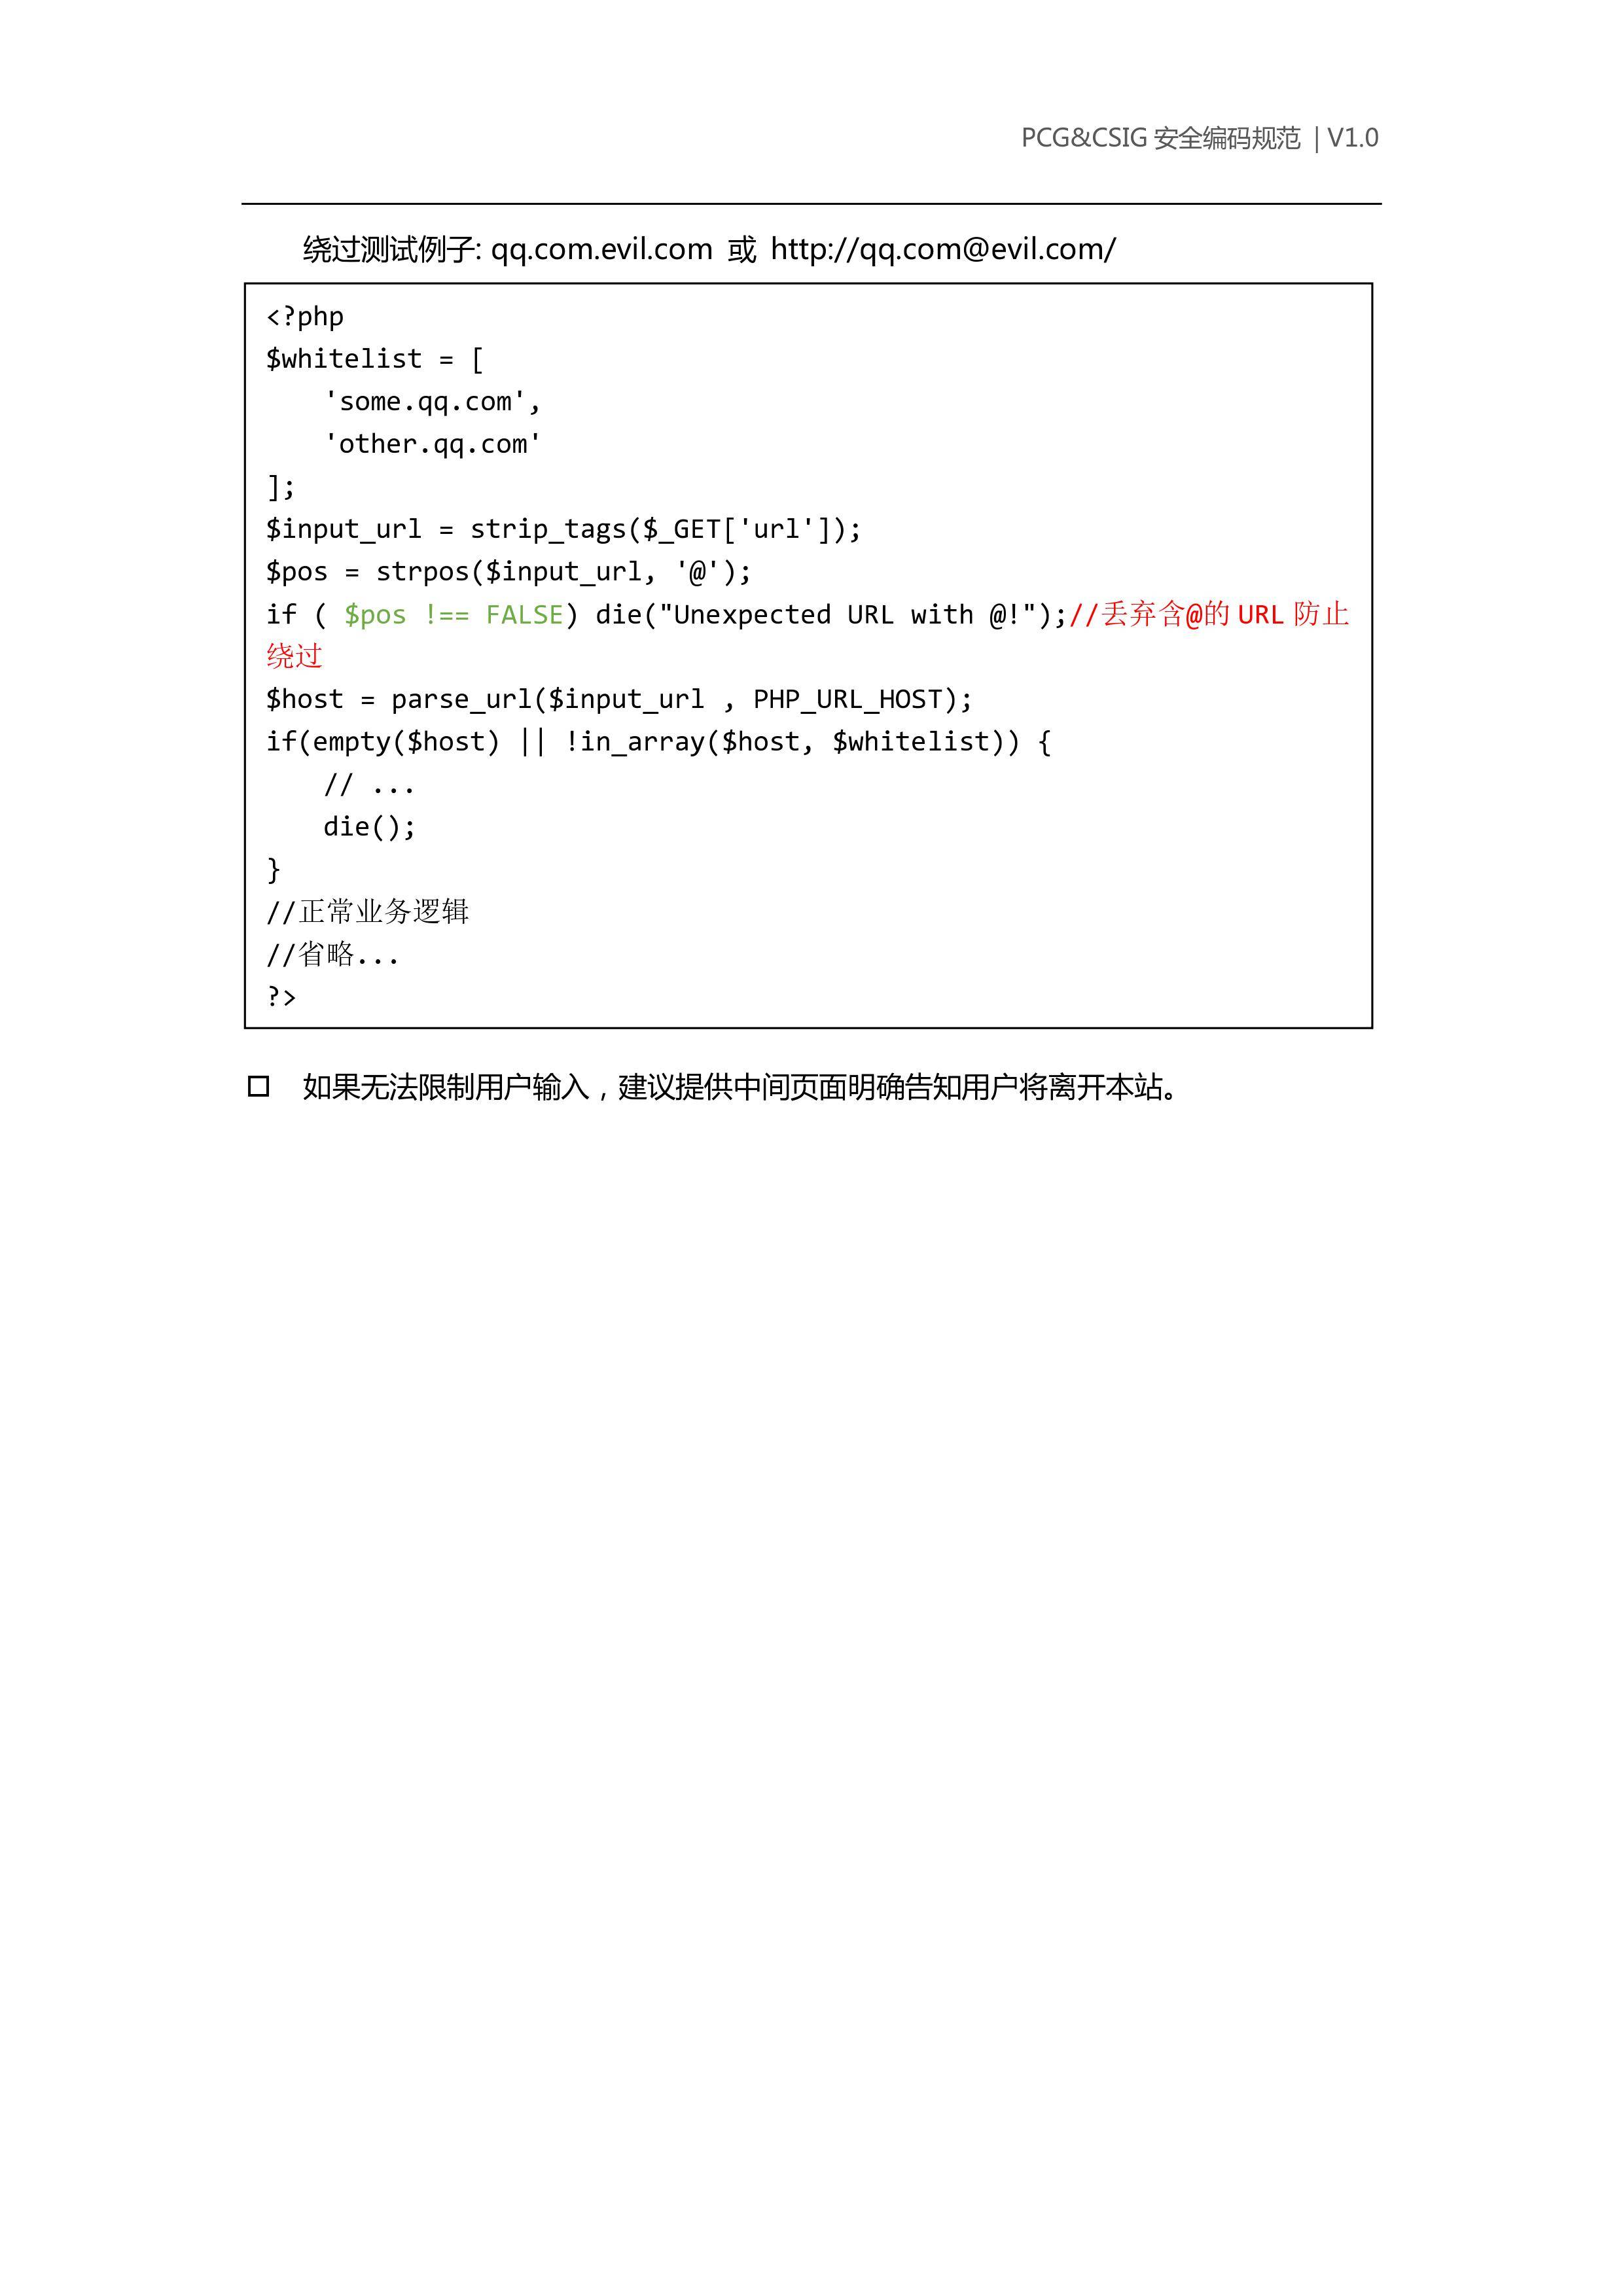 PCG&CSIG 安全编码规范 | V1.0
绕过测试例子: qq.com.evil.com 或 http://qq.com@evil.com/
<?php
$whitelist = [
    'some.qq.com',
    'other.qq.com'
];
$input_url = strip_tags($_GET['url']);
$pos = strpos($input_url, '@');
if ( $pos !== FALSE) die("Unexpected URL with @!");//丢弃含@的 URL 防止
绕过
$host = parse_url($input_url , PHP_URL_HOST);
if(empty($host) || !in_array($host, $whitelist)) {
    // ...
    die();
}
//正常业务逻辑
//省略...
?>
□ 如果无法限制用户输入，建议提供中间页面明确告知用户将离开本站。